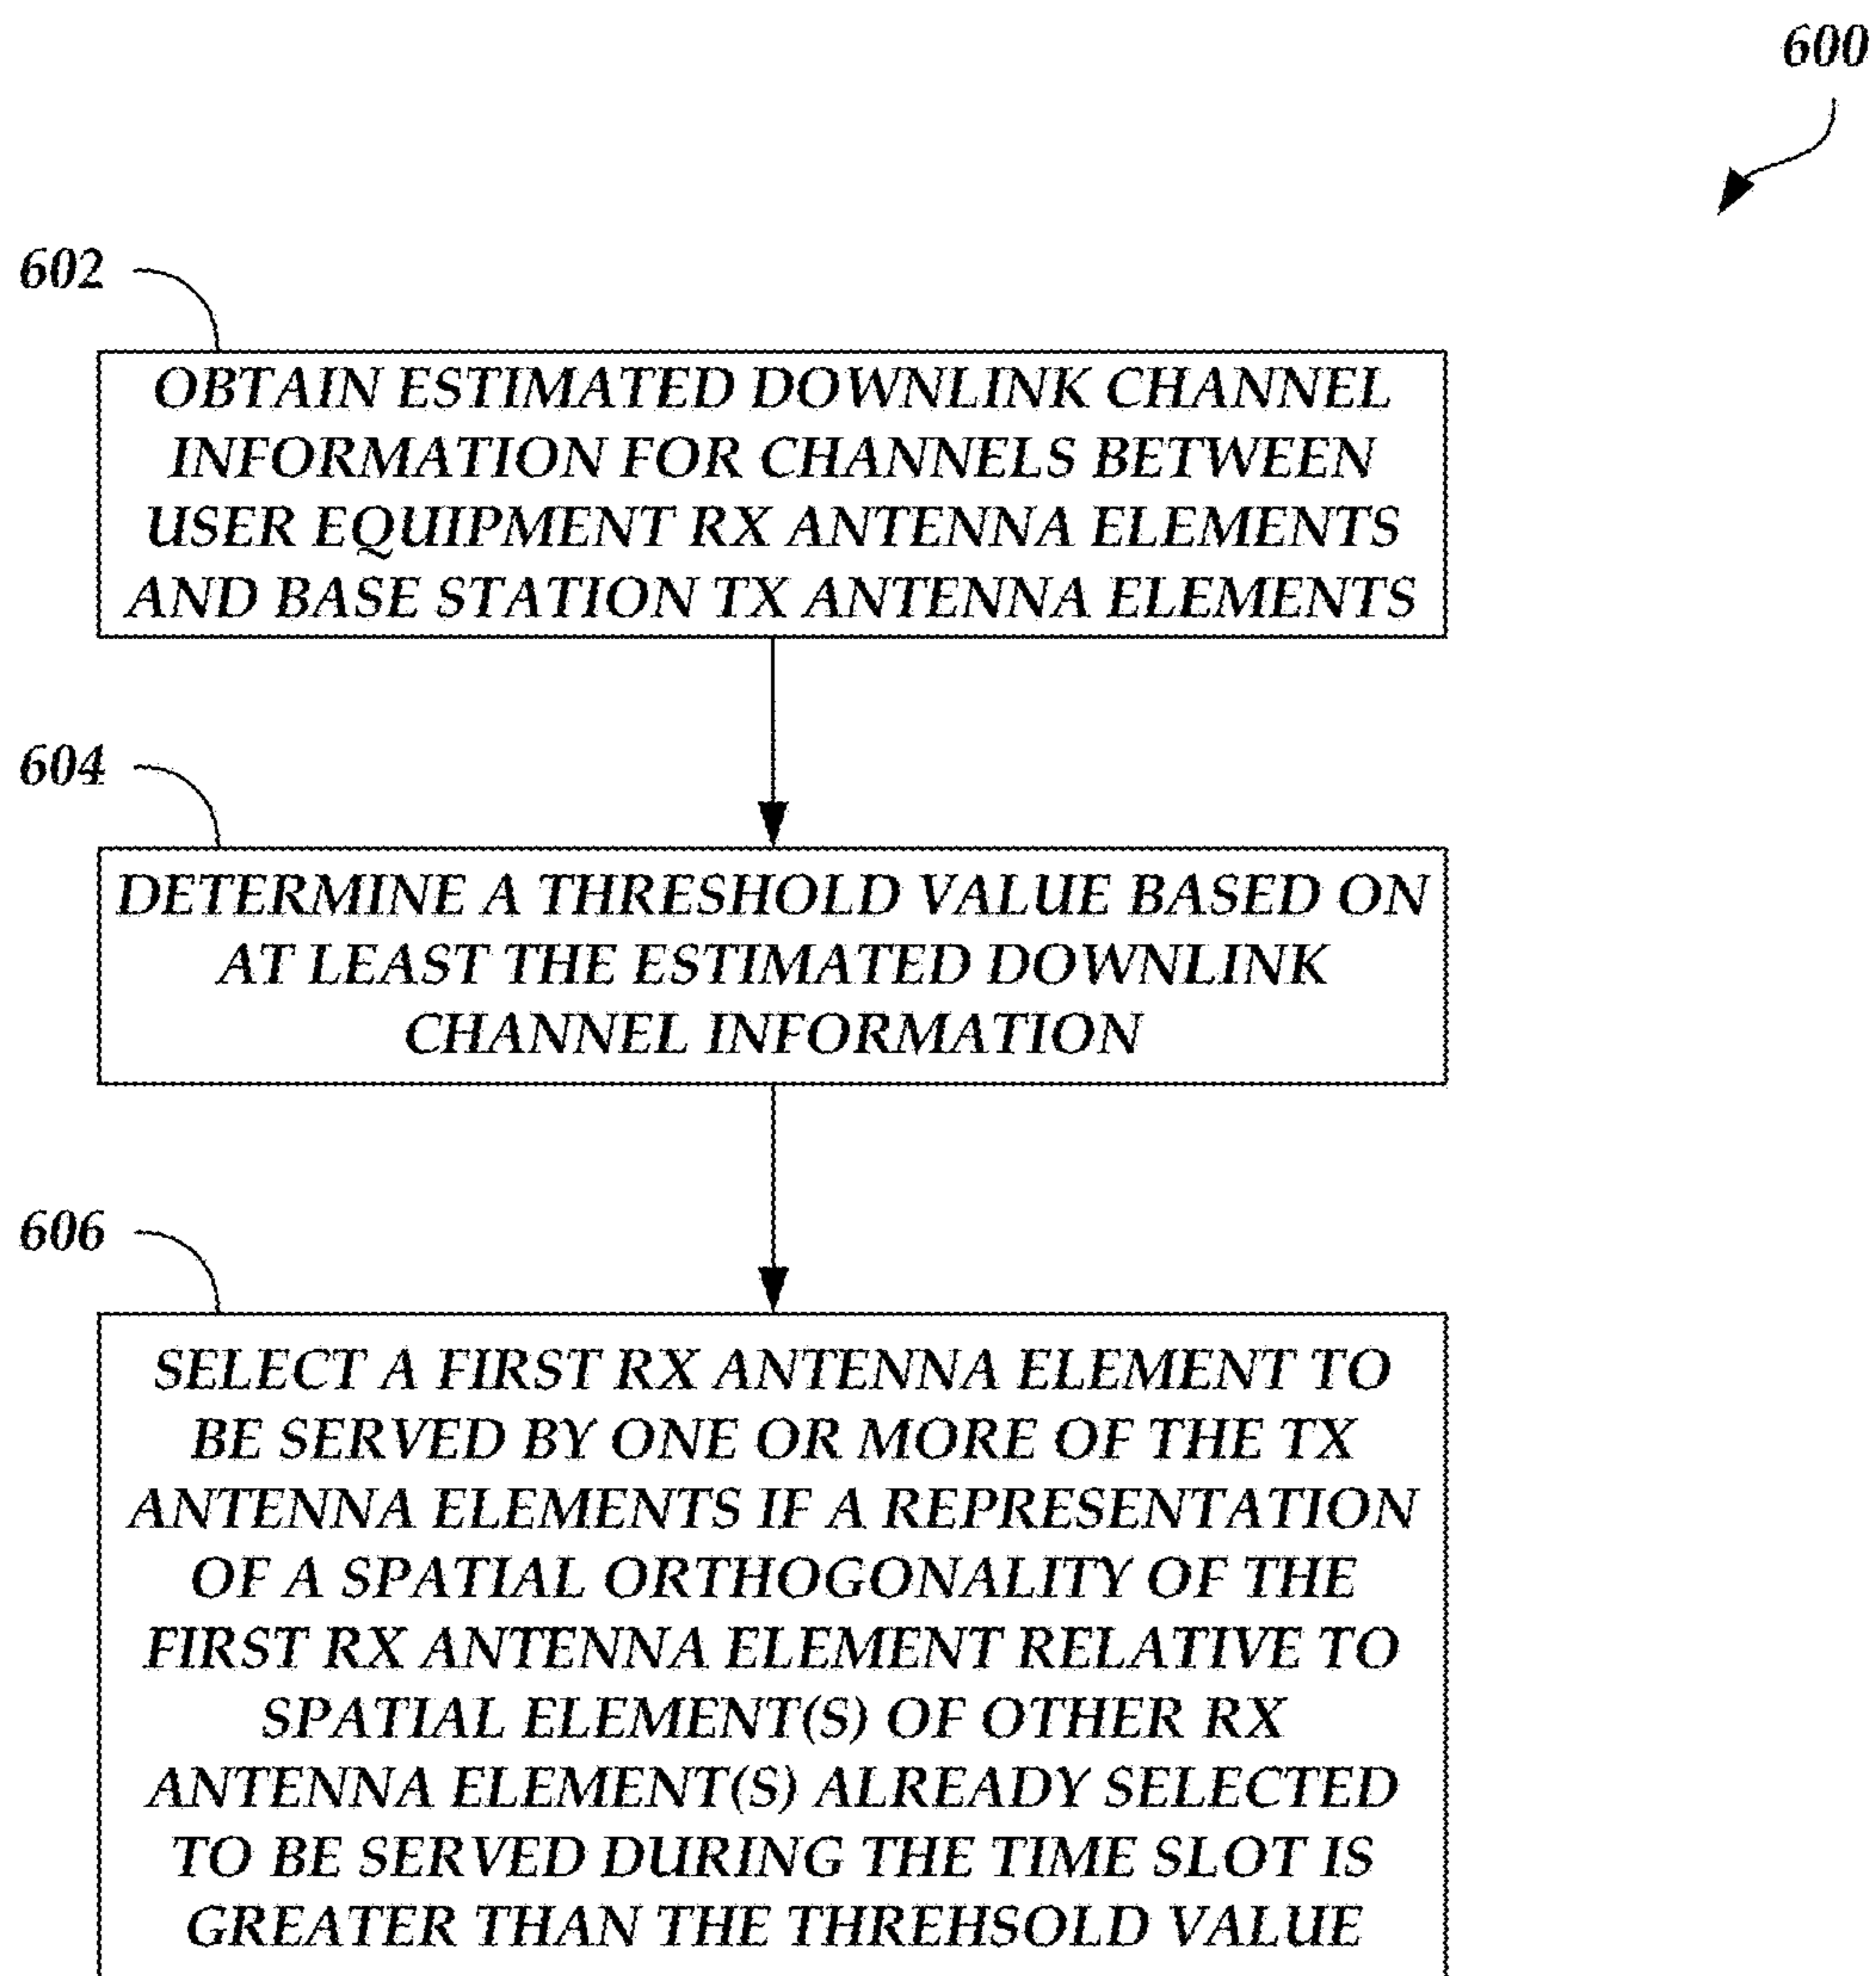 600
602
OBTAIN ESTIMATED DOWNLINK CHANNEL
INFORMATION FOR CHANNELS BETWEEN
USER EQUIPMENT RX ANTENNA ELEMENTS
AND BASE STATION TX ANTENNA ELEMENTS
604
DETERMINE A THRESHOLD VALUE BASED ON
AT LEAST THE ESTIMATED DOWNLINK
CHANNEL INFORMATION
606
SELECT A FIRST RX ANTENNA ELEMENT TO
BE SERVED BY ONE OR MORE OF THE TX
ANTENNA ELEMENTS IF A REPRESENTATION
OF A SPATIAL ORTHOGONALITY OF THE
FIRST RX ANTENNA ELEMENT RELATIVE TO
SPATIAL ELEMENT(S) OF OTHER RX
ANTENNA ELEMENT(S) ALREADY SELECTED
TO BE SERVED DURING THE TIME SLOT IS
GREATER THAN THE THREHSOLD VALUE